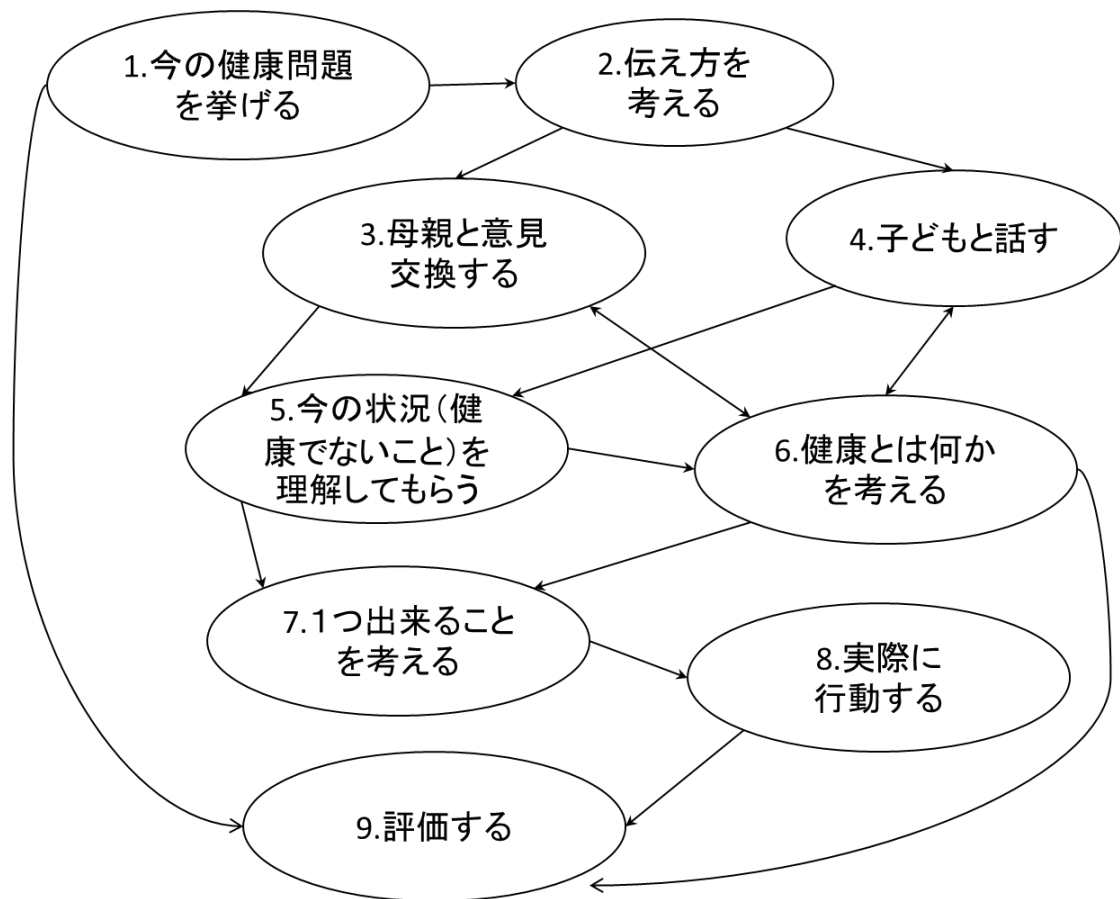 1.今の健康問題
を挙げる
2.伝え方を
考える
3.母親と意見
交換する
4.子どもと話す
5.今の状況(健
康でないこと)を
理解してもらう
6.健康とは何か
を考える
7.1つ出来ること
を考える
8.実際に
行動する
9.評価する